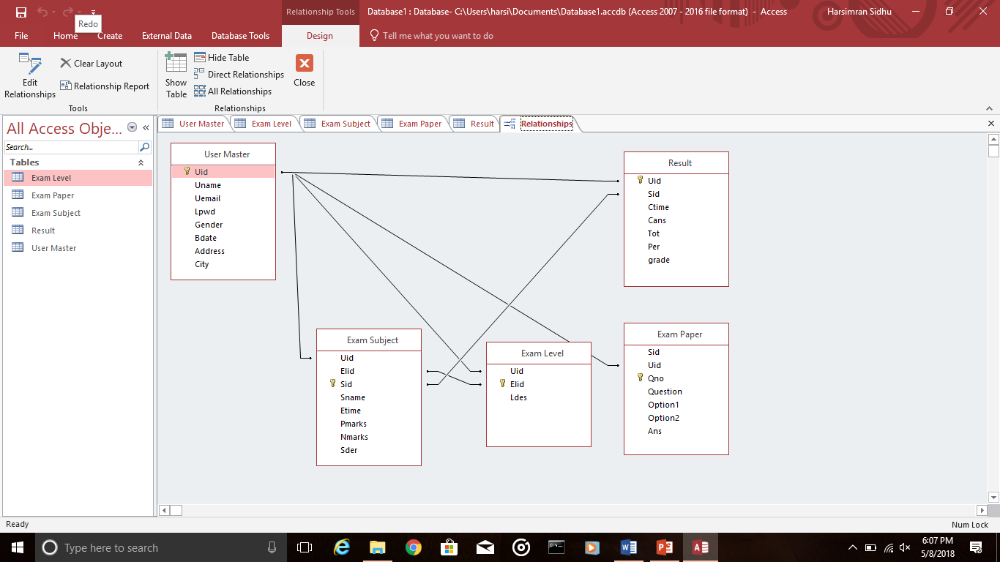 Relationship Tools
Database1 : Database- C:\Users\harsi\Documents\Database1.accdb (Access 2007 - 2016 file format) - Access
Harsimran Sidhu
Redo
File Home Create External Data Database Tools Design Tell me what you want to do
Edit Relationships
Clear Layout
Relationship Report
Tools
Show Table
Hide Table
Direct Relationships
All Relationships
Relationships
Close
All Access Obje... «
Search...
Tables
Exam Level
Exam Paper
Exam Subject
Result
User Master
User Master Exam Level Exam Subject Exam Paper Result Relationships
User Master
Uid
Uname
Uemail
Lpwd
Gender
Bdate
Address
City
Result
Uid
Sid
Ctime
Cans
Tot
Per
grade
Exam Subject
Uid
Elid
Sid
Sname
Etime
Pmarks
Nmarks
Sder
Exam Level
Uid
Elid
Ldes
Exam Paper
Sid
Uid
Qno
Question
Option1
Option2
Ans
Ready
Num Lock
Type here to search
6:07 PM
5/8/2018